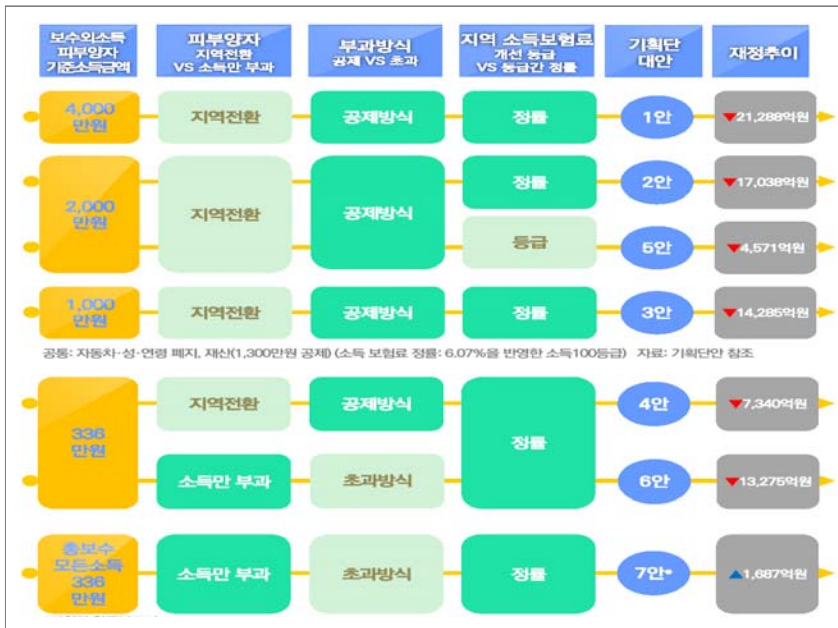 보수외소득
피부양자
기준소득금액
피부양자
지역전환
VS 소득만 부과
부과방식
공제 VS 초과
지역 소득보험료
개선 등급
VS 등급간 정률
기획단
대안
재정추이
4,000
만원
지역전환
공제방식
정률
1안
▼21,288억원
2,000
만원
지역전환
공제방식
정률
2안
▼17,038억원
등급
5안
▼4,571억원
1,000
만원
지역전환
공제방식
정률
3안
▼14,285억원
공통: 자동차·성·연령 폐지, 재산(1,300만원 공제) (소득 보험료 정률: 6.07%을 반영한 소득100등급) 자료: 기획단안 참조
336
만원
지역전환
공제방식
정률
4안
▼7,340억원
소득만 부과
초과방식
6안
▼13,275억원
총보수
모든소득
336
만원
소득만 부과
초과방식
정률
7안*
▲1,687억원